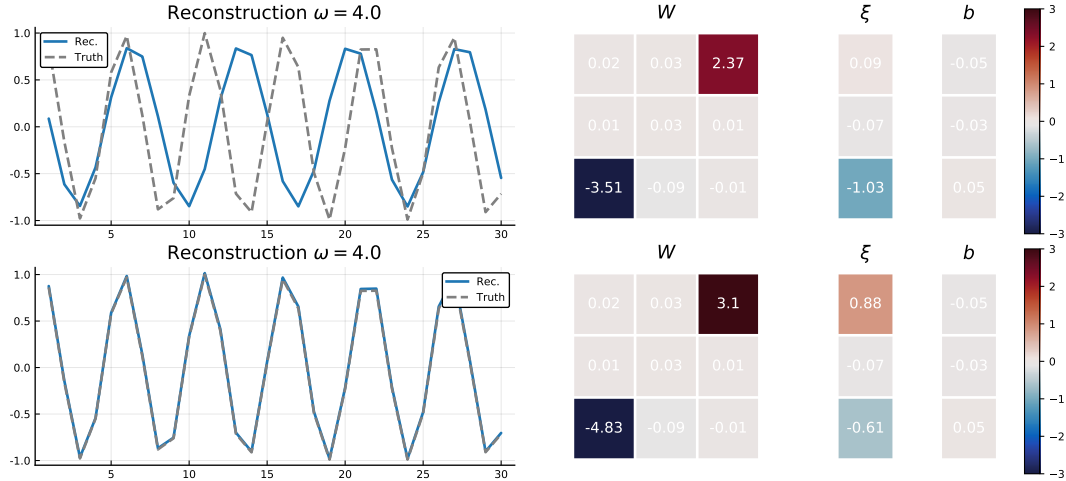 Reconstruction ω = 4.0
W
ξ
b
Rec.
Truth
1.0
0.5
0.0
-0.5
-1.0
5
10
15
20
25
30
0.02 0.03 2.37
0.01 0.03 0.01
-3.51 -0.09 -0.01
0.09
-0.07
-1.03
-0.05
-0.03
0.05
3
2
1
0
−1
−2
−3
Reconstruction ω = 4.0
W
ξ
b
Rec.
Truth
1.0
0.5
0.0
-0.5
-1.0
5
10
15
20
25
30
0.02 0.03 3.1
0.01 0.01 0.01
-4.83 -0.09 -0.01
0.88
-0.07
-0.61
-0.05
-0.03
0.05
3
2
1
0
−1
−2
−3